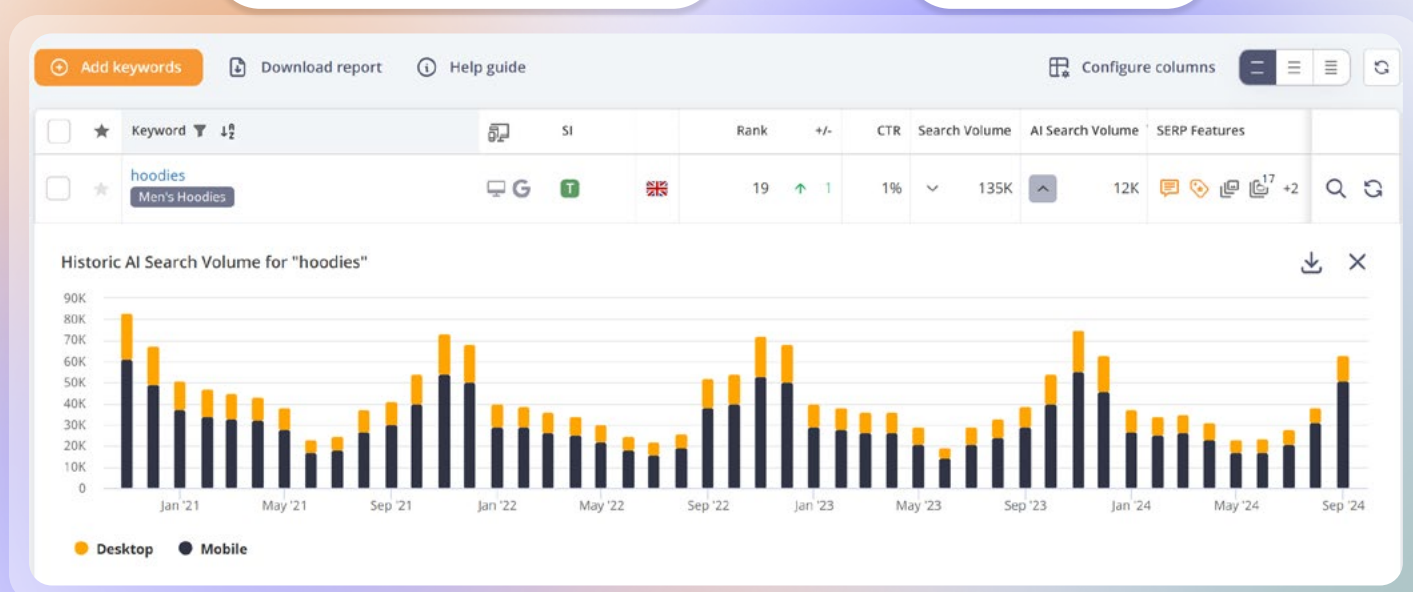 Add keywords Download report Help guide Configure columns
Keyword SI Rank +/- CTR Search Volume AI Search Volume SERP Features
hoodies
Men's Hoodies
G T 19 1 1% 135K 12K 17 +2
Historic AI Search Volume for "hoodies"
90K
80K
70K
60K
50K
40K
30K
20K
10K
0
Jan '21 May '21 Sep '21 Jan '22 May '22 Sep '22 Jan '23 May '23 Sep '23 Jan '24 May '24 Sep '24
Desktop Mobile